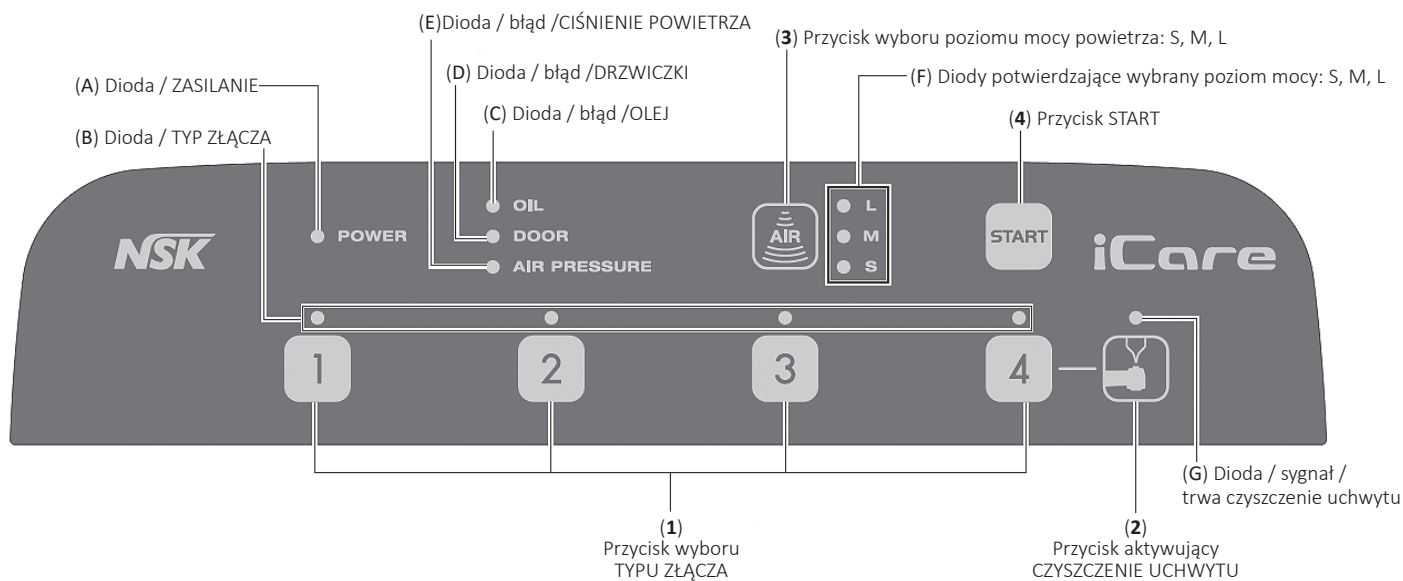 (E)Dioda / błąd /CIŚNIENIE POWIETRZA
(3) Przycisk wyboru poziomu mocy powietrza: S, M, L
(D) Dioda / błąd /DRZWICZKI
(F) Diody potwierdzające wybrany poziom mocy: S, M, L
(A) Dioda / ZASILANIE
(C) Dioda / błąd /OLEJ
(4) Przycisk START
(B) Dioda / TYP ZŁĄCZA
NSK
POWER
OIL
DOOR
AIR PRESSURE
AIR
L
M
S
START
iCare
1
2
3
4
(G) Dioda / sygnał /
trwa czyszczenie uchwytu
(1)
Przycisk wyboru
TYPU ZŁĄCZA
(2)
Przycisk aktywujący
CZYSZCZENIE UCHWYTU